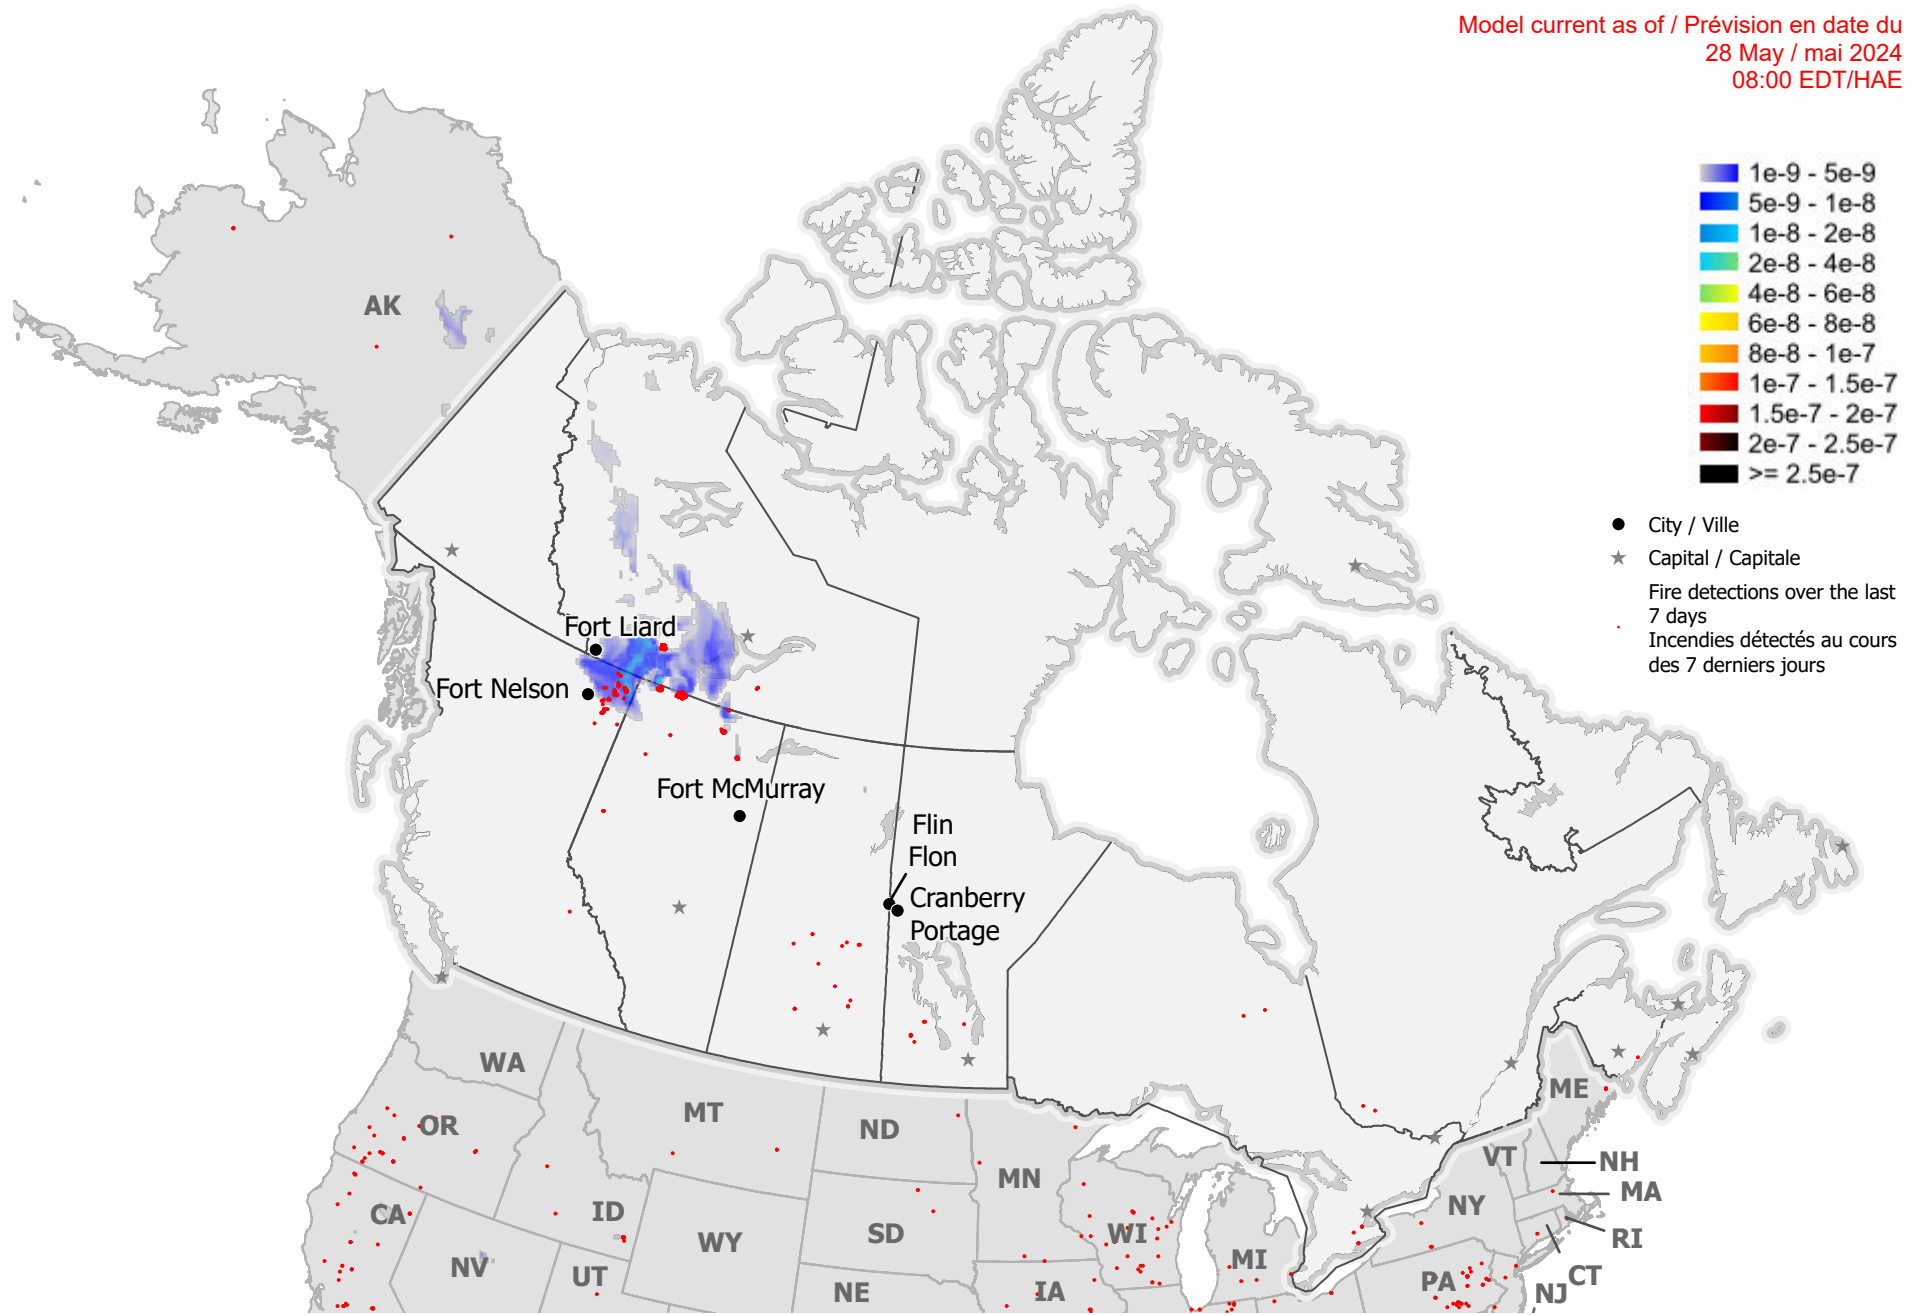 Model current as of / Prévision en date du
28 May / mai 2024
08:00 EDT/HAE
1e-9 - 5e-9
5e-9 - 1e-8
1e-8 - 2e-8
2e-8 - 4e-8
4e-8 - 6e-8
6e-8 - 8e-8
8e-8 - 1e-7
1e-7 - 1.5e-7
1.5e-7 - 2e-7
2e-7 - 2.5e-7
>= 2.5e-7
City / Ville
Capital / Capitale
Fire detections over the last
7 days
Incendies détectés au cours
des 7 derniers jours
AK
Fort Liard
Fort Nelson
Fort McMurray
Flin
Flon
Cranberry
Portage
WA
OR
CA
NV
ID
UT
MT
WY
ND
SD
NE
MN
IA
WI
MI
PA
NY
VT
ME
NH
MA
RI
CT
NJ